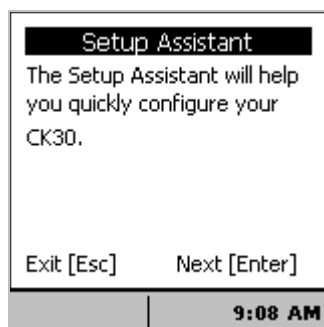 Setup Assistant
The Setup Assistant will help
you quickly configure your
CK30.
Exit [Esc] Next [Enter]
9:08 AM